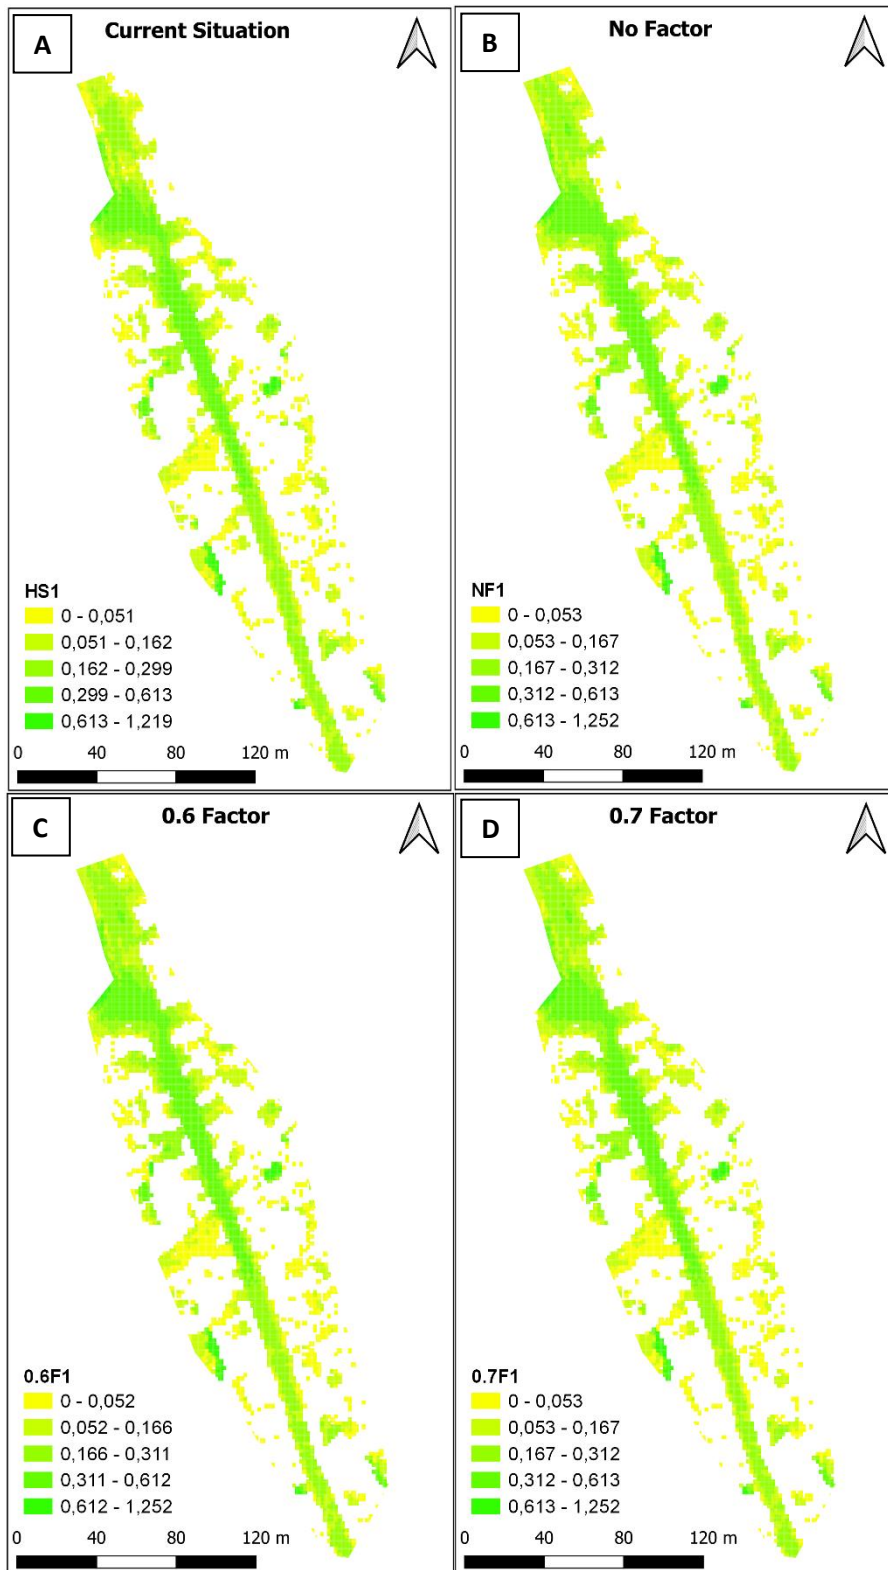 A
Current Situation
HS1
0 - 0,051
0,051 - 0,162
0,162 - 0,299
0,299 - 0,613
0,613 - 1,219
0 40 80 120 m
B
No Factor
NF1
0 - 0,053
0,053 - 0,167
0,167 - 0,312
0,312 - 0,613
0,613 - 1,252
0 40 80 120 m
C
0.6 Factor
0.6F1
0 - 0,052
0,052 - 0,166
0,166 - 0,311
0,311 - 0,612
0,612 - 1,252
0 40 80 120 m
D
0.7 Factor
0.7F1
0 - 0,053
0,053 - 0,167
0,167 - 0,312
0,312 - 0,613
0,613 - 1,252
0 40 80 120 m